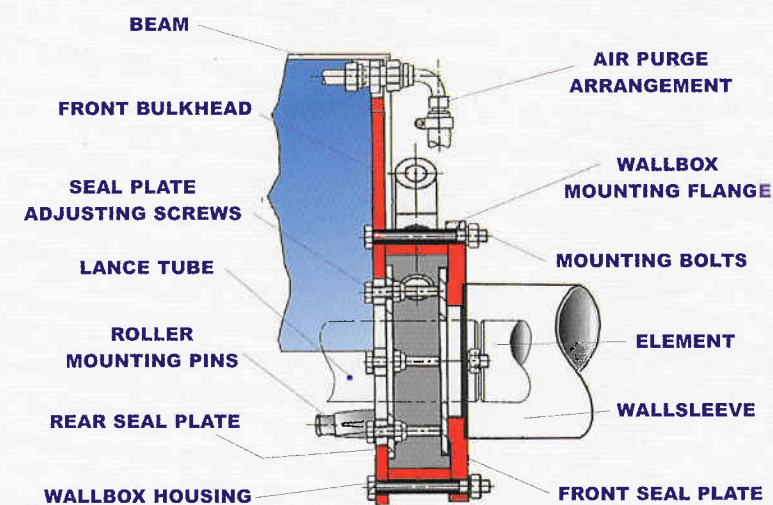 BEAM
AIR PURGE
ARRANGEMENT
FRONT BULKHEAD
WALLBOX
MOUNTING FLANGE
SEAL PLATE
ADJUSTING SCREWS
LANCE TUBE
MOUNTING BOLTS
ROLLER
MOUNTING PINS
ELEMENT
REAR SEAL PLATE
WALLSLEEVE
WALLBOX HOUSING
FRONT SEAL PLATE